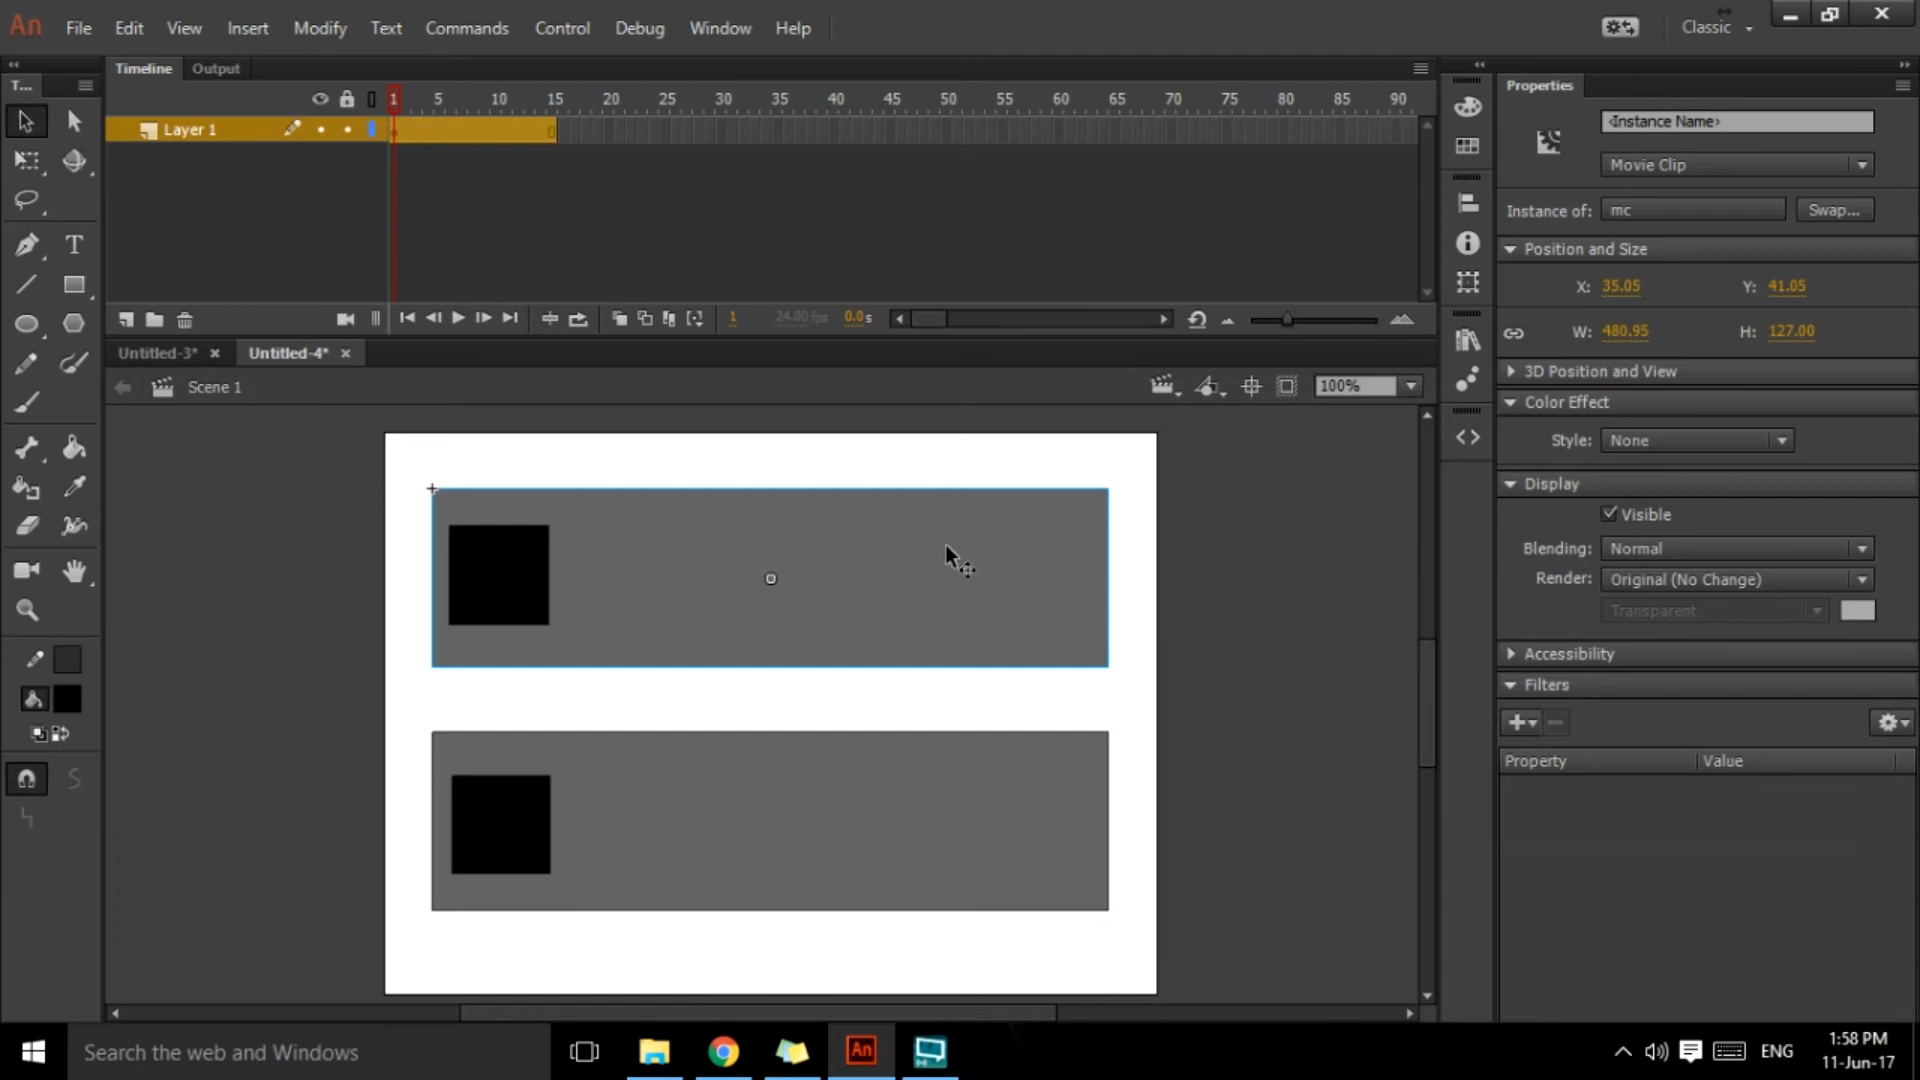 An File Edit View Insert Modify Text Commands Control Debug Window Help Classic
Timeline Output
T...
Properties
1 5 10 15 20 25 30 35 40 45 50 55 60 65 70 75 80 85 90
Layer 1
<Instance Name>
Movie Clip
Instance of: mc Swap...
Position and Size
X: 35.05 Y: 41.05
W: 480.95 H: 127.00
1 24.00 fps 0.0 s
Untitled-3* Untitled-4*
Scene 1 100%
3D Position and View
Color Effect
Style: None
Display
Visible
Blending: Normal
Render: Original (No Change)
Transparent
Accessibility
Filters
Property Value
Search the web and Windows
An
ENG
1:58 PM
11-Jun-17